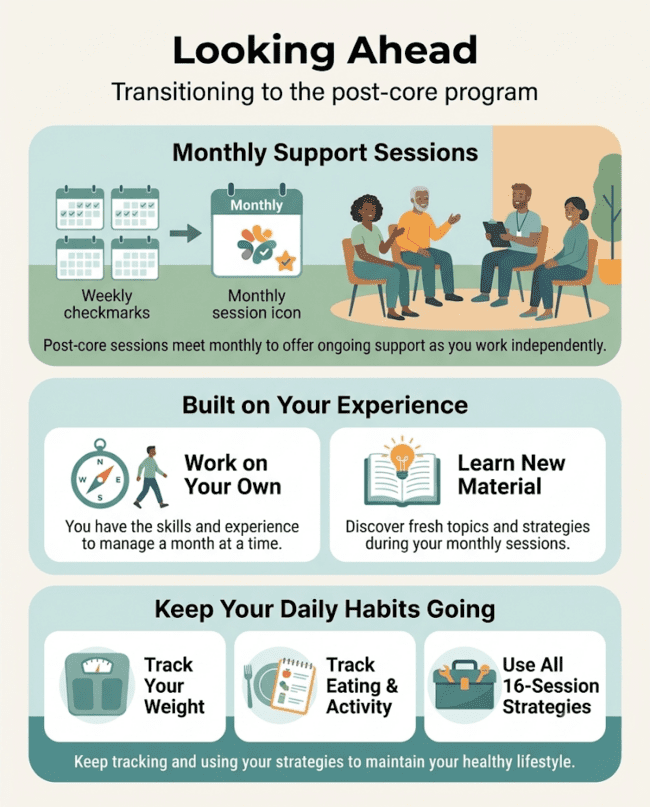 Looking Ahead
Transitioning to the post-core program
Monthly Support Sessions
Monthly
Weekly
checkmarks
Monthly
session icon
Post-core sessions meet monthly to offer ongoing support as you work independently.
Built on Your Experience
N
W
E
S
Work on
Your Own
You have the skills and experience
to manage a month at a time.
Learn New
Material
Discover fresh topics and strategies
during your monthly sessions.
Keep Your Daily Habits Going
Track
Your
Weight
Track
Eating &
Activity
Use All
16-Session
Strategies
Keep tracking and using your strategies to maintain your healthy lifestyle.